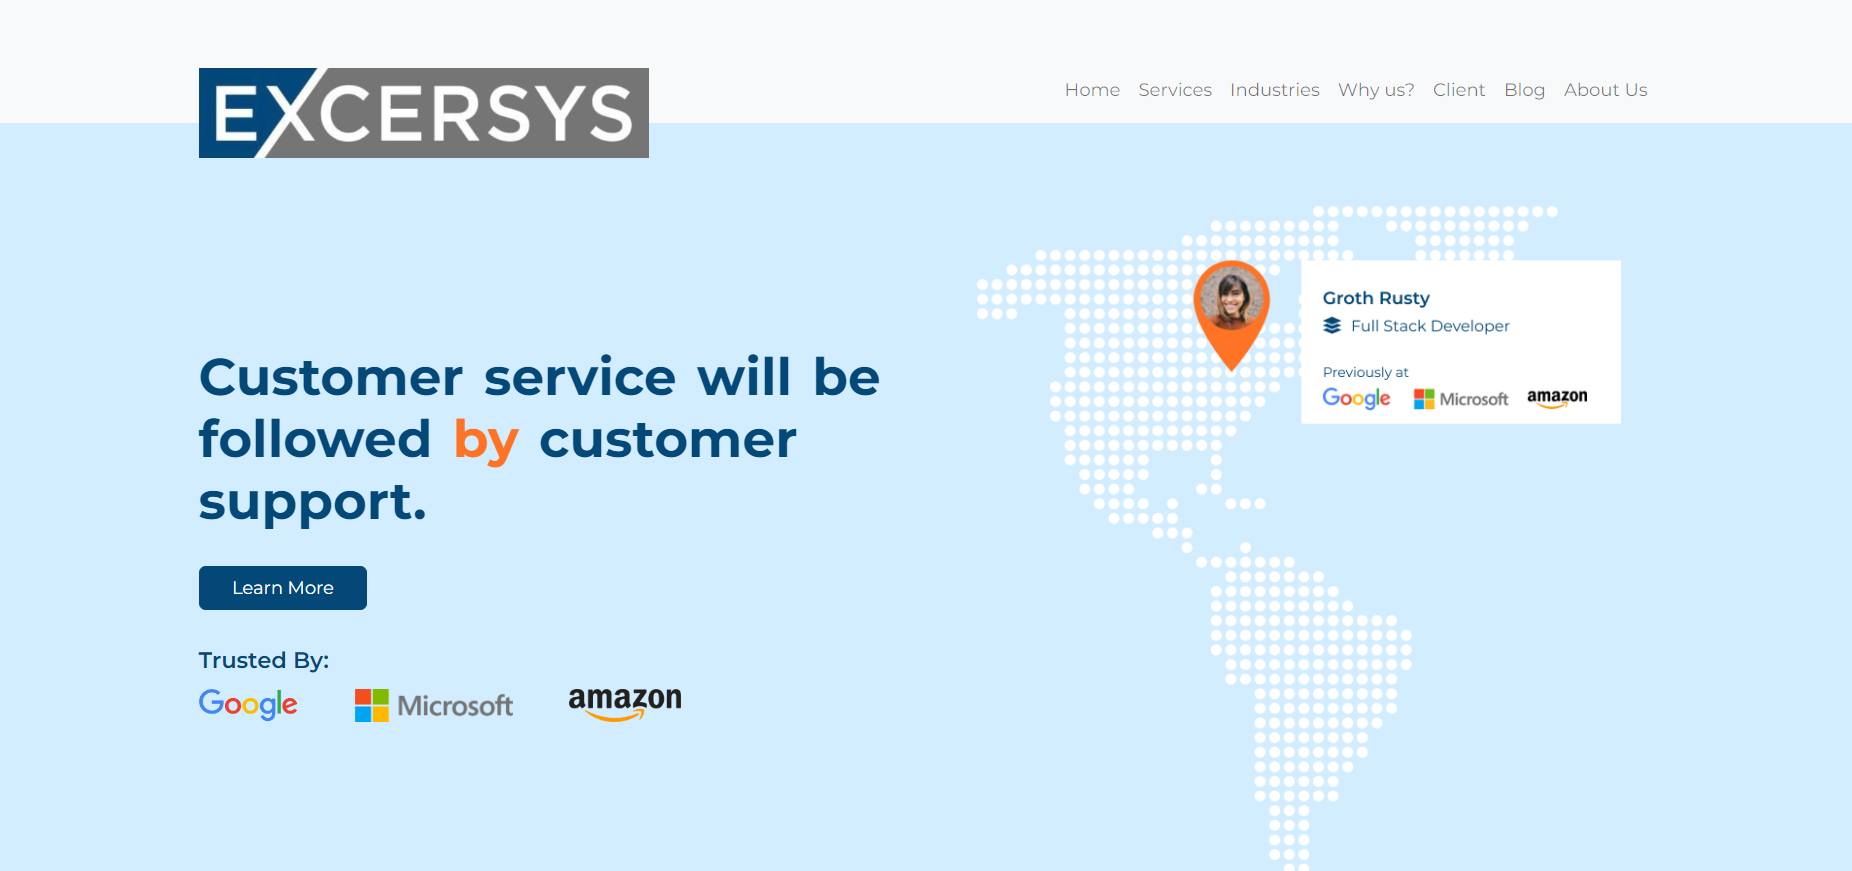 EXCERSYS
Home Services Industries Why us? Client Blog About Us
Groth Rusty
Full Stack Developer
Previously at
Google Microsoft amazon
Customer service will be
followed by customer
support.
Learn More
Trusted By:
Google Microsoft amazon